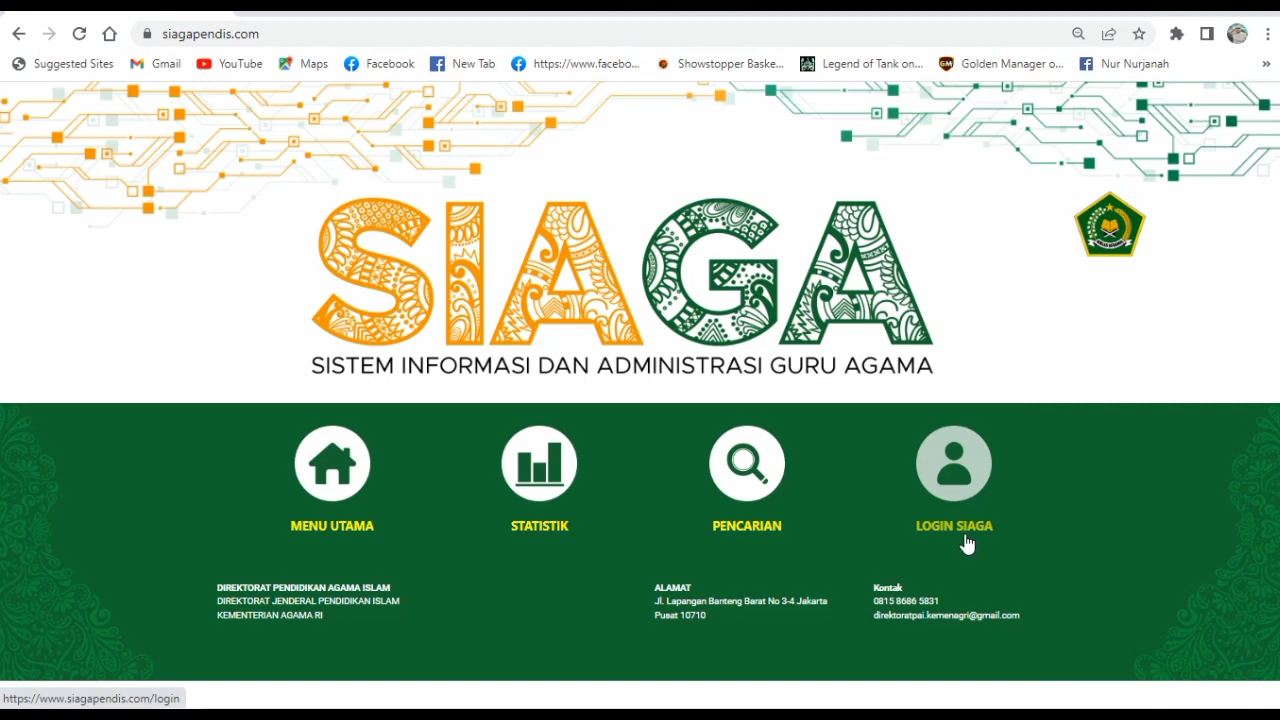 siagapendis.com
Suggested Sites
Gmail
YouTube
Maps
Facebook
New Tab
https://www.facebo...
Showstopper Baske...
Legend of Tank on...
GM
Golden Manager o...
Nur Nurjanah
»
SIAGA
SISTEM INFORMASI DAN ADMINISTRASI GURU AGAMA
MENU UTAMA
STATISTIK
PENCARIAN
LOGIN SIAGA
DIREKTORAT PENDIDIKAN AGAMA ISLAM
DIREKTORAT JENDERAL PENDIDIKAN ISLAM
KEMENTERIAN AGAMA RI
ALAMAT
Jl. Lapangan Banteng Barat No 3-4 Jakarta
Pusat 10710
Kontak
0815 8686 5831
direktoratpai.kemenagri@gmail.com
https://www.siagapendis.com/login